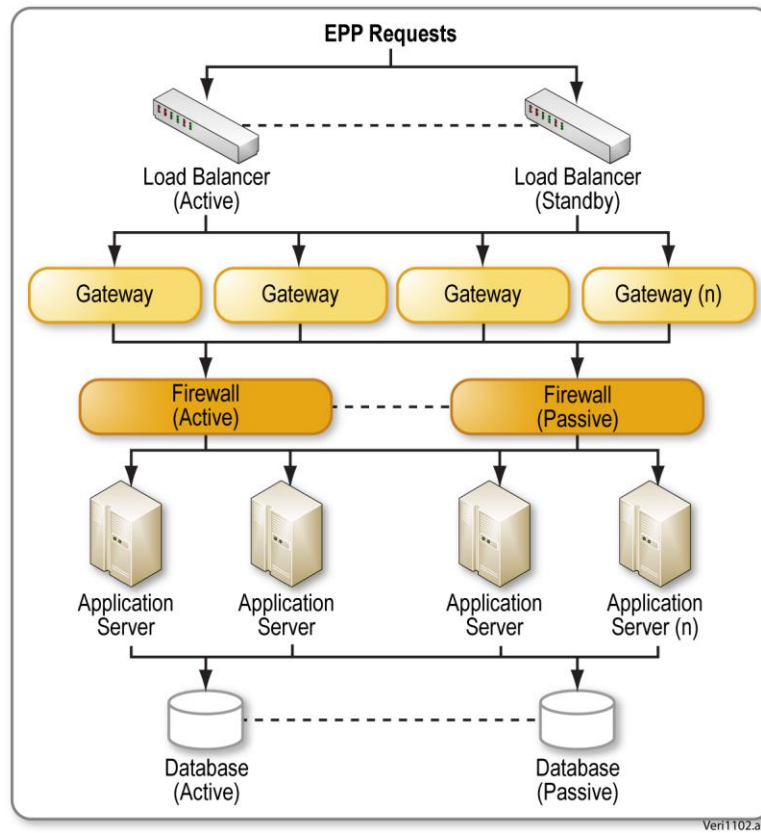 EPP Requests
Load Balancer
(Active)
Load Balancer
(Standby)
Gateway
Gateway
Gateway
Gateway (n)
Firewall
(Active)
Firewall
(Passive)
Application
Server
Application
Server
Application
Server
Application
Server (n)
Database
(Active)
Database
(Passive)